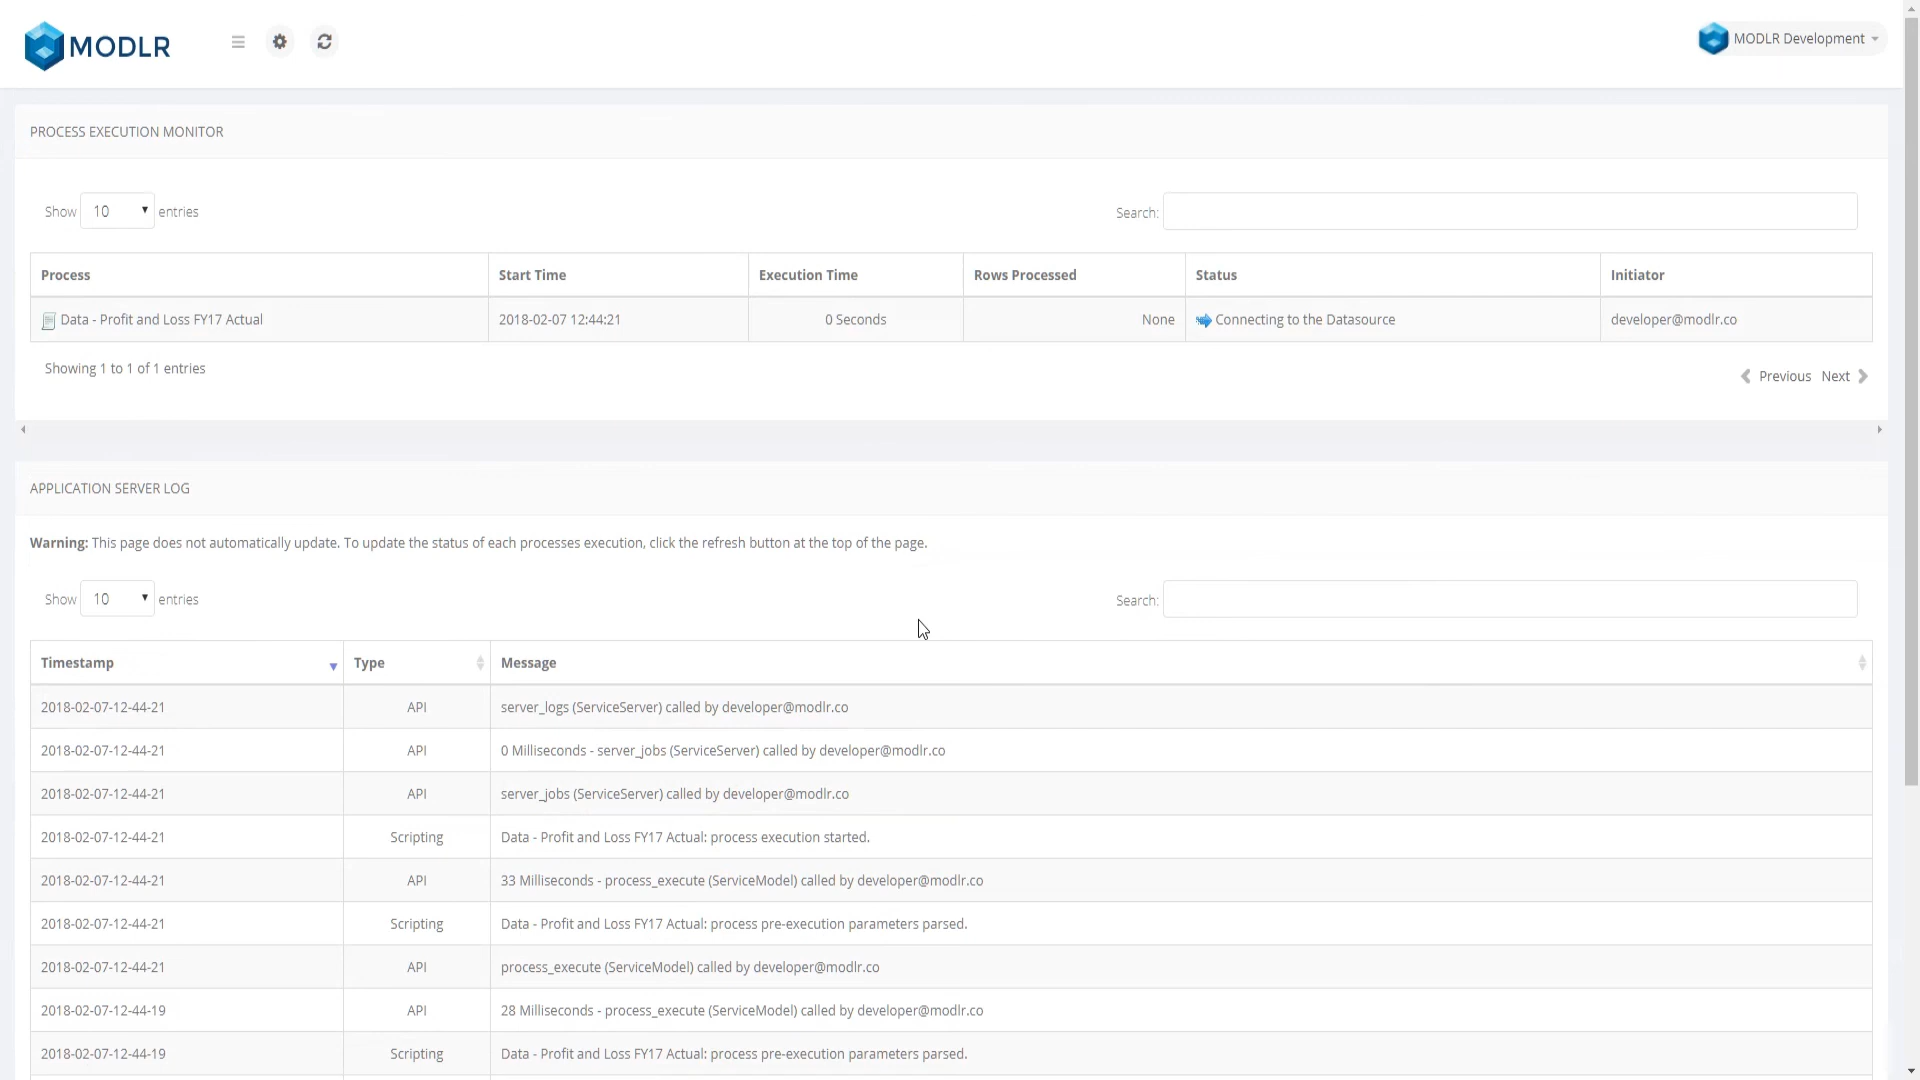 MODLR
MODLR Development
PROCESS EXECUTION MONITOR
Show 10 entries
Search:
Process Start Time Execution Time Rows Processed Status Initiator
Data - Profit and Loss FY17 Actual 2018-02-07 12:44:21 0 Seconds None Connecting to the Datasource developer@modlr.co
Showing 1 to 1 of 1 entries
Previous Next
APPLICATION SERVER LOG
Warning: This page does not automatically update. To update the status of each processes execution, click the refresh button at the top of the page.
Show 10 entries
Search:
Timestamp Type Message
2018-02-07-12-44-21 API server_logs (ServiceServer) called by developer@modlr.co
2018-02-07-12-44-21 API 0 Milliseconds - server_jobs (ServiceServer) called by developer@modlr.co
2018-02-07-12-44-21 API server_jobs (ServiceServer) called by developer@modlr.co
2018-02-07-12-44-21 Scripting Data - Profit and Loss FY17 Actual: process execution started.
2018-02-07-12-44-21 API 33 Milliseconds - process_execute (ServiceModel) called by developer@modlr.co
2018-02-07-12-44-21 Scripting Data - Profit and Loss FY17 Actual: process pre-execution parameters parsed.
2018-02-07-12-44-21 API process_execute (ServiceModel) called by developer@modlr.co
2018-02-07-12-44-19 API 28 Milliseconds - process_execute (ServiceModel) called by developer@modlr.co
2018-02-07-12-44-19 Scripting Data - Profit and Loss FY17 Actual: process pre-execution parameters parsed.